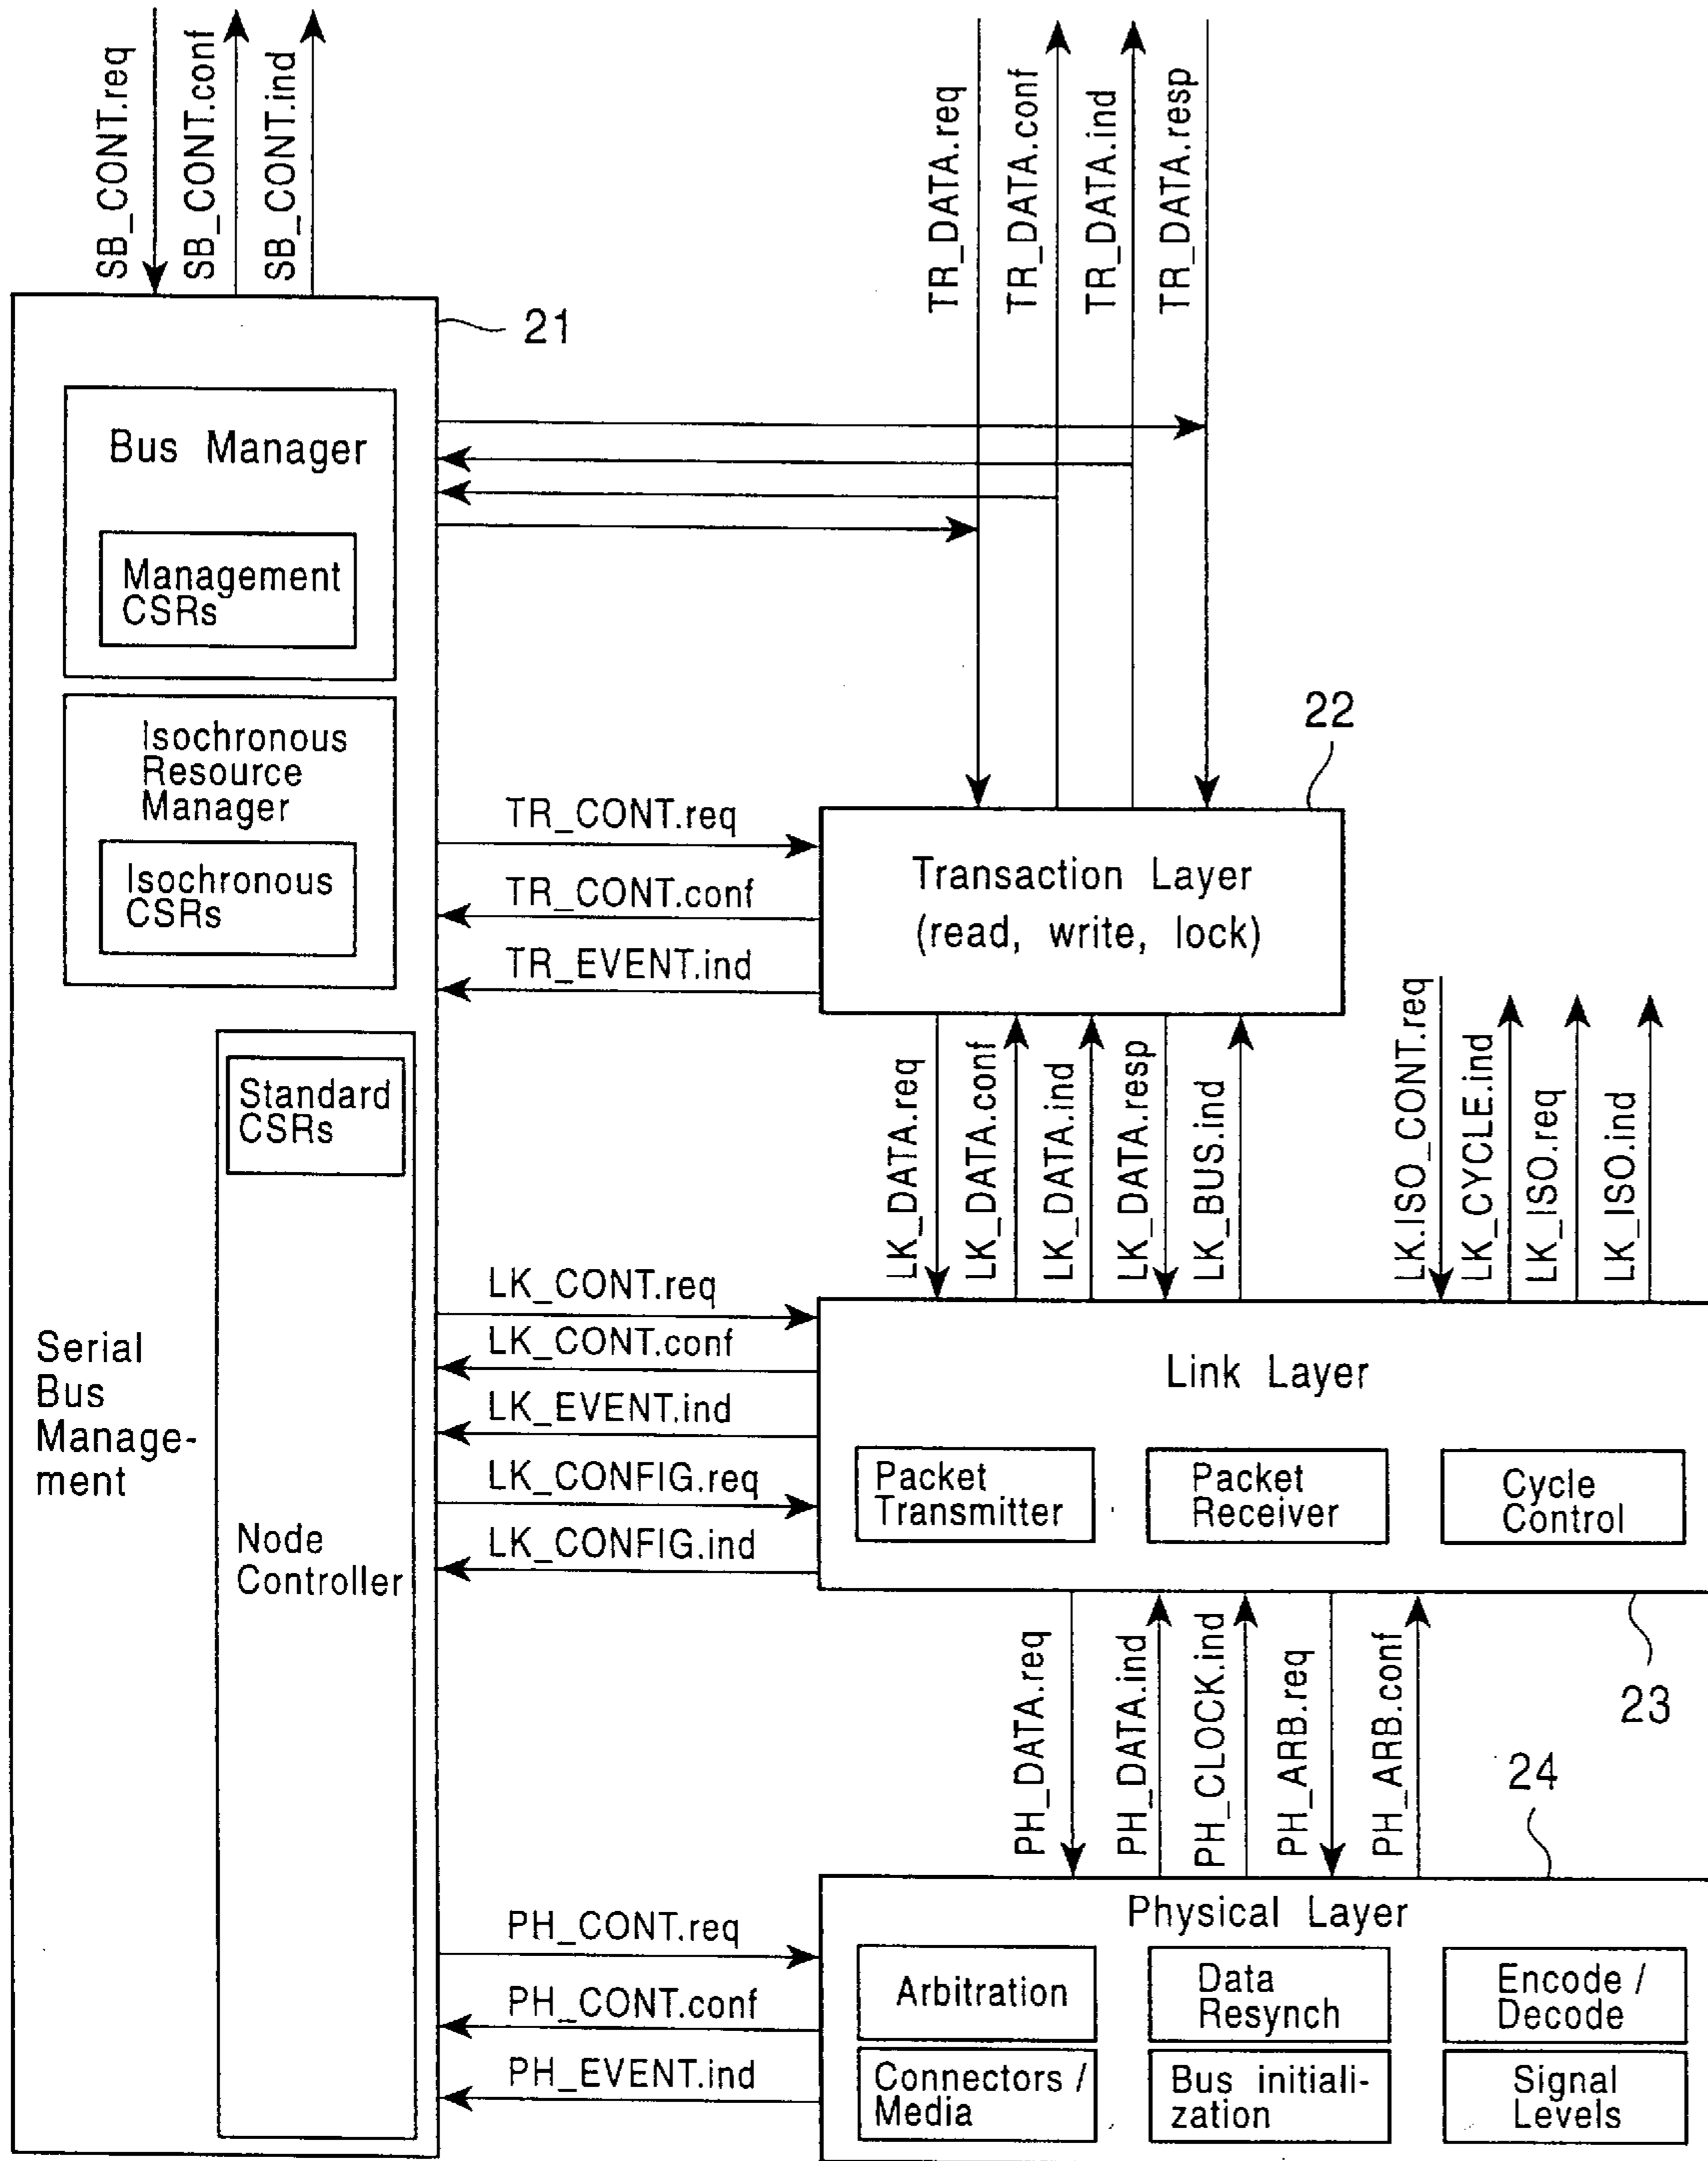 SB_CONT.req
SB_CONT.conf
SB_CONT.ind
TR_DATA.req
TR_DATA.conf
TR_DATA.ind
TR_DATA.resp
21
Bus Manager
Management
CSRs
Isochronous
Resource
Manager
Isochronous
CSRs
TR_CONT.req
TR_CONT.conf
TR_EVENT.ind
22
Transaction Layer
(read, write, lock)
Standard
CSRs
LK_DATA.req
LK_DATA.conf
LK_DATA.ind
LK_DATA.resp
LK_BUS.ind
LK.ISO_CONT.req
LK_CYCLE.ind
LK_ISO.req
LK_ISO.ind
Serial
Bus
Manage-
ment
Node
Controller
LK_CONT.req
LK_CONT.conf
LK_EVENT.ind
LK_CONFIG.req
LK_CONFIG.ind
Link Layer
Packet
Transmitter
Packet
Receiver
Cycle
Control
23
PH_DATA.req
PH_DATA.ind
PH_CLOCK.ind
PH_ARB.req
PH_ARB.conf
24
PH_CONT.req
PH_CONT.conf
PH_EVENT.ind
Physical Layer
Arbitration
Data
Resynch
Encode /
Decode
Connectors /
Media
Bus initiali-
zation
Signal
Levels